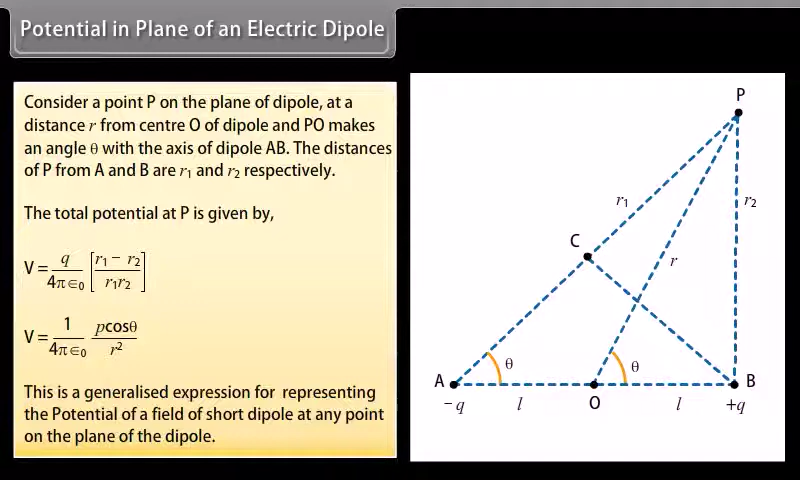 Potential in Plane of an Electric Dipole
Consider a point P on the plane of dipole, at a
distance r from centre O of dipole and PO makes
an angle θ with the axis of dipole AB. The distances
of P from A and B are r₁ and r₂ respectively.
The total potential at P is given by,
V = q/4π∈₀ [r₁ − r₂/r₁r₂]
V = 1/4π∈₀ pcosθ/r²
This is a generalised expression for representing
the Potential of a field of short dipole at any point
on the plane of the dipole.
P
r₁
r₂
C
r
θ
θ
A
B
−q
l
O
l
+q